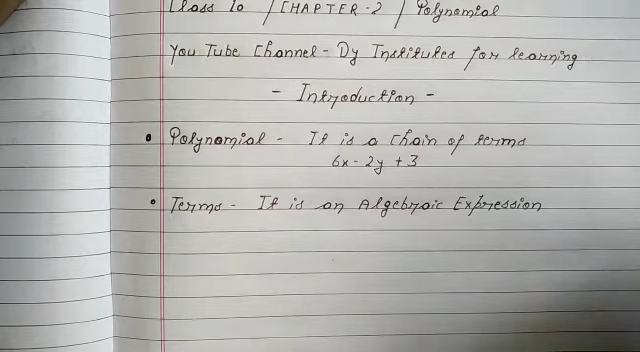 Class 10 / CHAPTER-2 / Polynomial
You Tube Channel - Dy Institutes for learning
- Introduction -
• Polynomial - It is a Chain of terms
6x - 2y + 3
• Terms - It is an Algebraic Expression